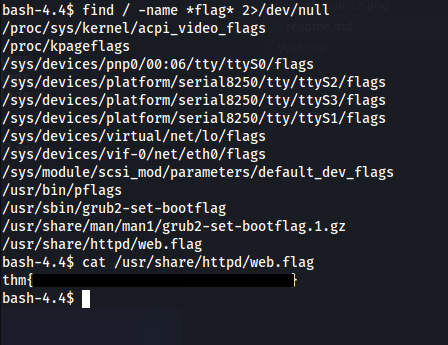 bash-4.4$ find / -name *flag* 2>/dev/null
/proc/sys/kernel/acpi_video_flags
/proc/kpageflags
/sys/devices/pnp0/00:06/tty/ttyS0/flags
/sys/devices/platform/serial8250/tty/ttyS2/flags
/sys/devices/platform/serial8250/tty/ttyS3/flags
/sys/devices/platform/serial8250/tty/ttyS1/flags
/sys/devices/virtual/net/lo/flags
/sys/devices/vif-0/net/eth0/flags
/sys/module/scsi_mod/parameters/default_dev_flags
/usr/bin/pflags
/usr/sbin/grub2-set-bootflag
/usr/share/man/man1/grub2-set-bootflag.1.gz
/usr/share/httpd/web.flag
bash-4.4$ cat /usr/share/httpd/web.flag
thm{ }
bash-4.4$